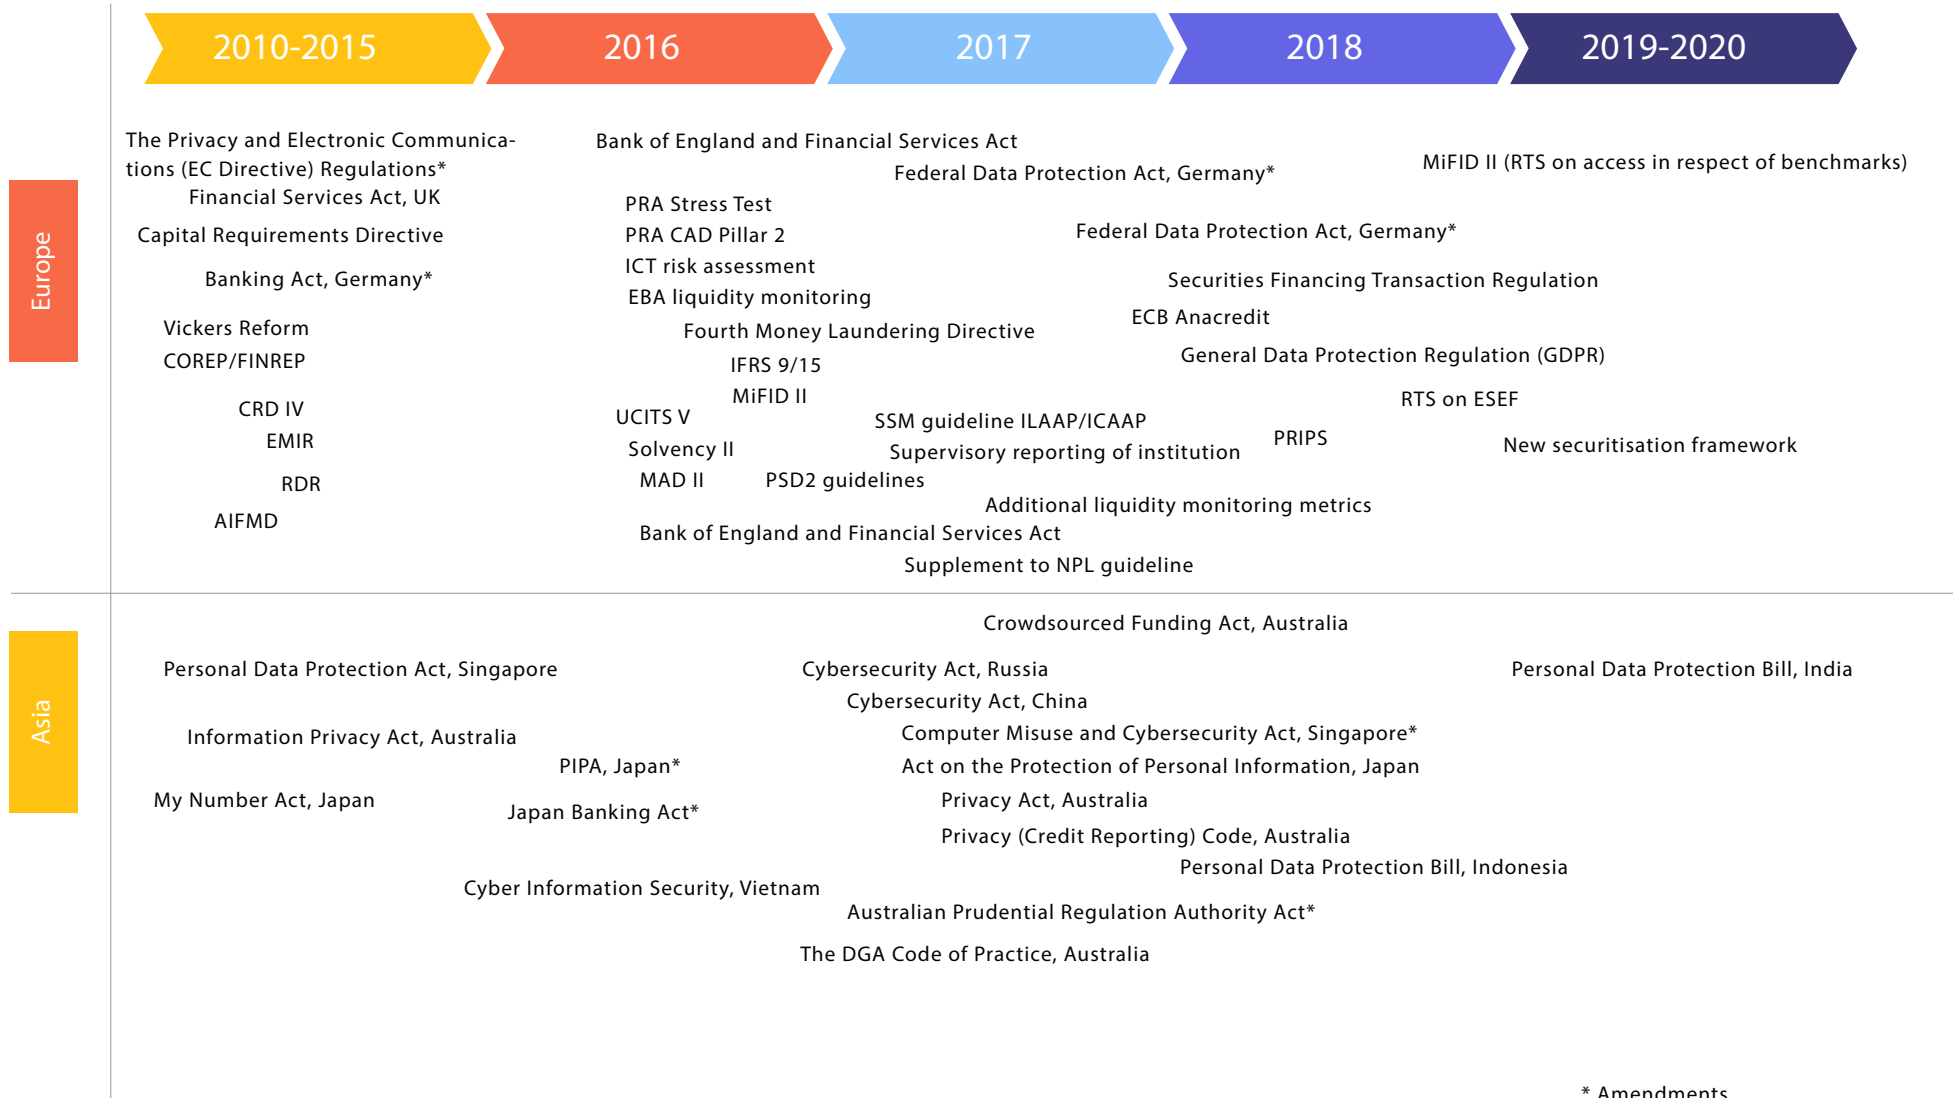 2010-2015
2016
2017
2018
2019-2020
Europe
The Privacy and Electronic Communica-
tions (EC Directive) Regulations*
Financial Services Act, UK
Capital Requirements Directive
Banking Act, Germany*
Vickers Reform
COREP/FINREP
CRD IV
EMIR
RDR
AIFMD
Bank of England and Financial Services Act
Federal Data Protection Act, Germany*
MiFID II (RTS on access in respect of benchmarks)
PRA Stress Test
PRA CAD Pillar 2
Federal Data Protection Act, Germany*
ICT risk assessment
Securities Financing Transaction Regulation
EBA liquidity monitoring
ECB Anacredit
Fourth Money Laundering Directive
General Data Protection Regulation (GDPR)
IFRS 9/15
MiFID II
RTS on ESEF
UCITS V
SSM guideline ILAAP/ICAAP
PRIPS
New securitisation framework
Solvency II
Supervisory reporting of institution
MAD II
PSD2 guidelines
Additional liquidity monitoring metrics
Bank of England and Financial Services Act
Supplement to NPL guideline
Asia
Crowdsourced Funding Act, Australia
Personal Data Protection Act, Singapore
Cybersecurity Act, Russia
Personal Data Protection Bill, India
Cybersecurity Act, China
Information Privacy Act, Australia
Computer Misuse and Cybersecurity Act, Singapore*
PIPA, Japan*
Act on the Protection of Personal Information, Japan
My Number Act, Japan
Japan Banking Act*
Privacy Act, Australia
Privacy (Credit Reporting) Code, Australia
Personal Data Protection Bill, Indonesia
Cyber Information Security, Vietnam
Australian Prudential Regulation Authority Act*
The DGA Code of Practice, Australia
* Amendments